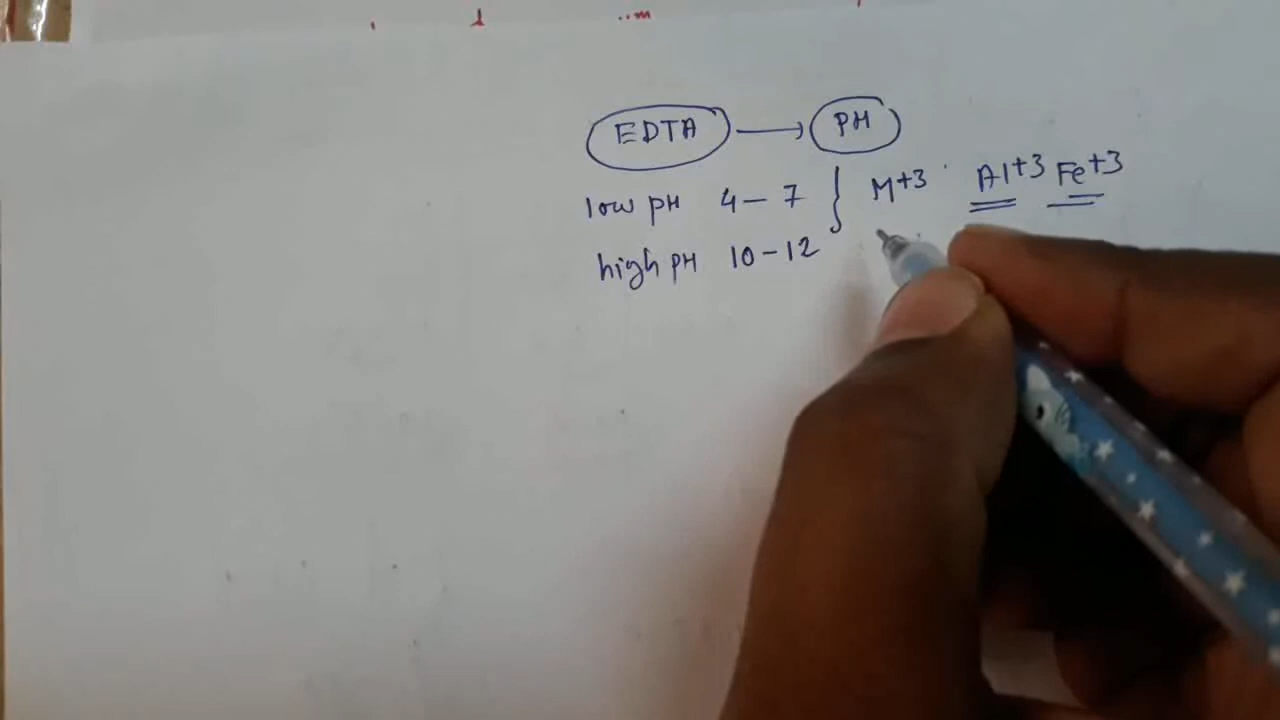 EDTA → PH
low pH 4 – 7 } M+3 Al+3 Fe+3
high pH 10 – 12